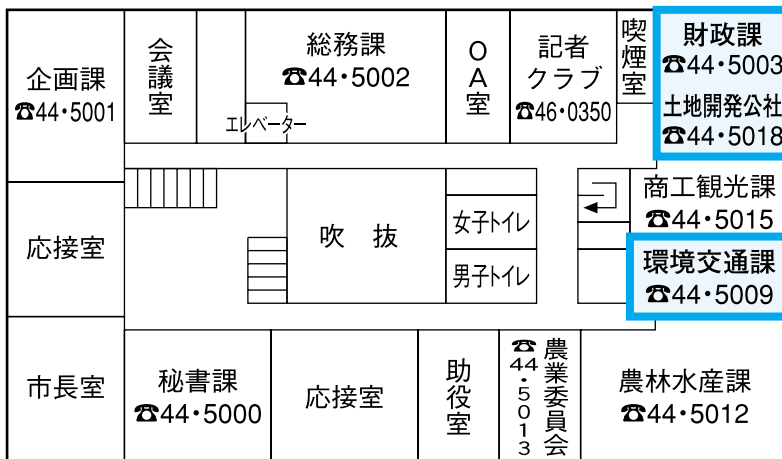 企画課
☎44・5001
会議室
総務課
☎44・5002
エレベーター
OA室
記者
クラブ
☎46・0350
喫煙室
財政課
☎44・5003
土地開発公社
☎44・5018
応接室
吹抜
女子トイレ
男子トイレ
商工観光課
☎44・5015
環境交通課
☎44・5009
市長室
秘書課
☎44・5000
応接室
助役室
農業委員会
☎44・5013
農林水産課
☎44・5012